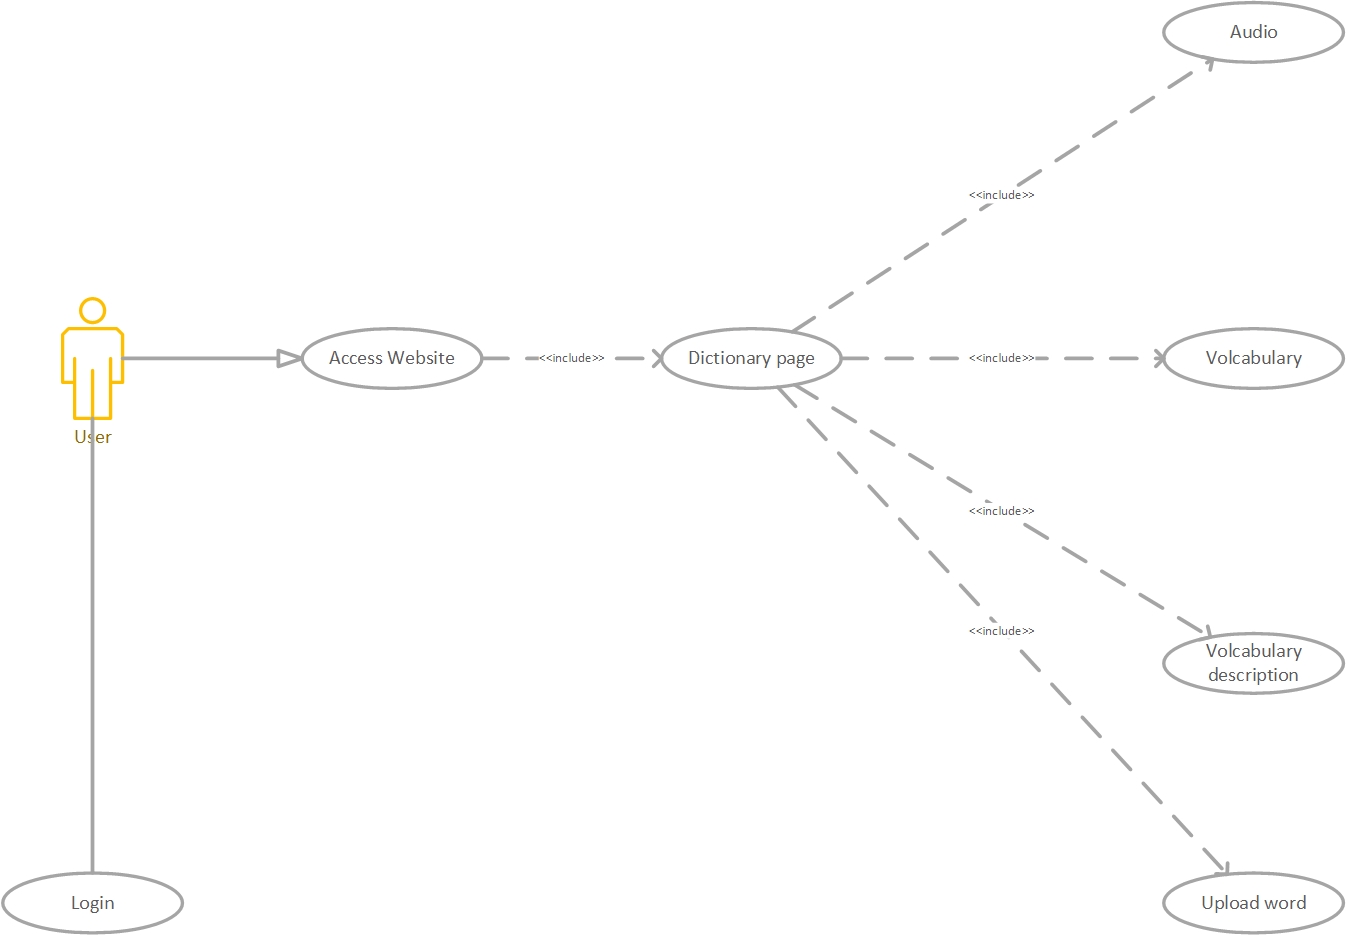 Audio
<<include>>
Access Website
<<include>>
Dictionary page
<<include>>
Volcabulary
User
<<include>>
<<include>>
Volcabulary
description
Login
Upload word